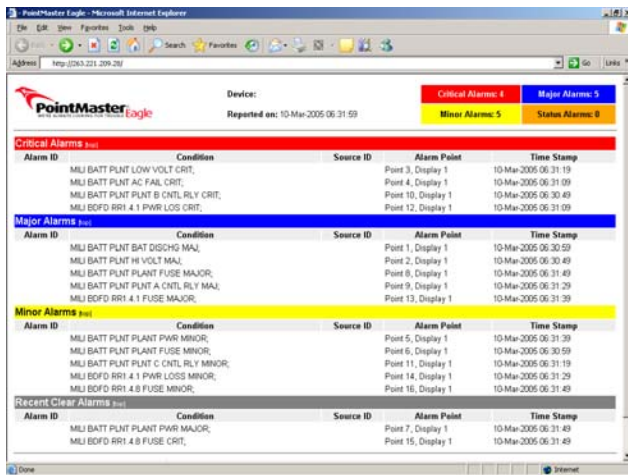 - PointMaster Eagle - Microsoft Internet Explorer
File Edit View Favorites Tools Help
Back Search Favorites
Address http://263.221.209.28/ Go Links
PointMaster Eagle
WE'RE ALWAYS LOOKING FOR TROUBLE
Device:
Reported on: 10-Mar-2005 06:31:59
Critical Alarms: 4 Major Alarms: 5
Minor Alarms: 5 Status Alarms: 0
Critical Alarms [top]
Alarm ID Condition Source ID Alarm Point Time Stamp
MILI BATT PLNT LOW VOLT CRIT; Point 3, Display 1 10-Mar-2005 06:31:19
MILI BATT PLNT AC FAIL CRIT; Point 4, Display 1 10-Mar-2005 06:31:09
MILI BATT PLNT PLNT B CNTL RLY CRIT; Point 10, Display 1 10-Mar-2005 06:30:49
MILI BDFD RR1.4.1 PWR LOS CRIT; Point 12, Display 1 10-Mar-2005 06:31:09
Major Alarms [top]
Alarm ID Condition Source ID Alarm Point Time Stamp
MILI BATT PLNT BAT DISCHG MAJ; Point 1, Display 1 10-Mar-2005 06:30:59
MILI BATT PLNT HI VOLT MAJ; Point 2, Display 1 10-Mar-2005 06:30:49
MILI BATT PLNT PLANT FUSE MAJOR; Point 8, Display 1 10-Mar-2005 06:31:49
MILI BATT PLNT PLNT A CNTL RLY MAJ; Point 9, Display 1 10-Mar-2005 06:31:29
MILI BDFD RR1.4.1 FUSE MAJOR; Point 13, Display 1 10-Mar-2005 06:31:39
Minor Alarms [top]
Alarm ID Condition Source ID Alarm Point Time Stamp
MILI BATT PLNT PLANT PWR MINOR; Point 5, Display 1 10-Mar-2005 06:31:39
MILI BATT PLNT PLANT FUSE MINOR; Point 6, Display 1 10-Mar-2005 06:30:59
MILI BATT PLNT PLNT C CNTL RLY MINOR; Point 11, Display 1 10-Mar-2005 06:31:19
MILI BDFD RR1.4.1 PWR LOSS MINOR; Point 14, Display 1 10-Mar-2005 06:31:29
MILI BDFD RR1.4.8 FUSE MINOR; Point 16, Display 1 10-Mar-2005 06:31:49
Recent Clear Alarms [top]
Alarm ID Condition Source ID Alarm Point Time Stamp
MILI BATT PLNT PLANT PWR MAJOR; Point 7, Display 1 10-Mar-2005 06:31:49
MILI BDFD RR1.4.8 FUSE CRIT; Point 15, Display 1 10-Mar-2005 06:31:49
Done Internet